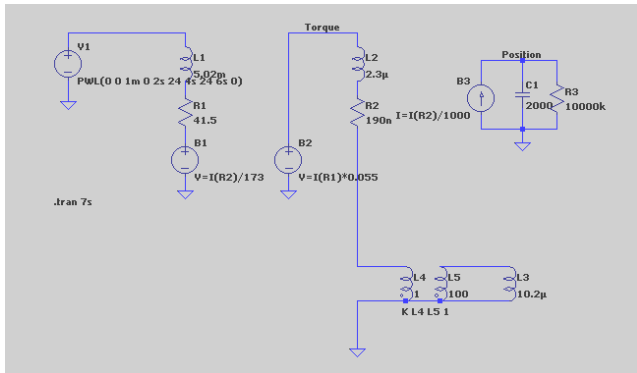 V1
PWL(0 0 1m 0 2s 24 4s 24 6s 0)
L1
5.02m
R1
41.5
B1
V=I(R2)/173
.tran 7s
Torque
L2
2.3µ
R2
190n
B2
V=I(R1)*0.055
Position
B3
I=I(R2)/1000
C1
2000
R3
10000k
L4
1
L5
100
L3
10.2µ
K L4 L5 1